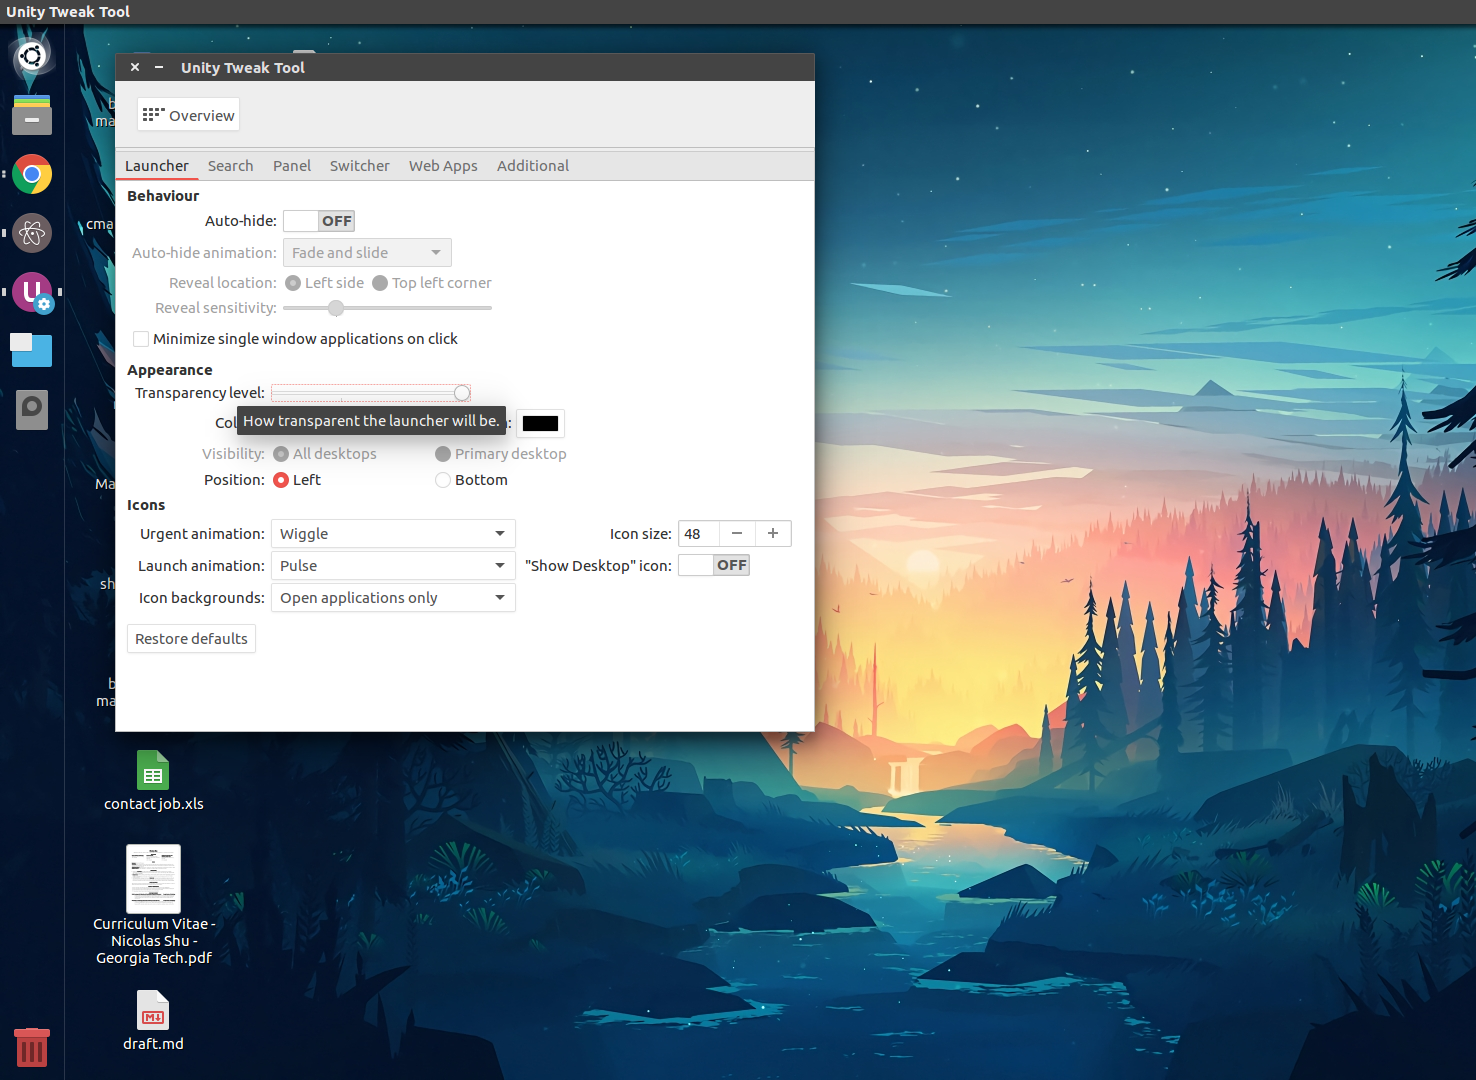 Unity Tweak Tool
Unity Tweak Tool
Overview
Launcher Search Panel Switcher Web Apps Additional
Behaviour
Auto-hide: OFF
Auto-hide animation: Fade and slide
Reveal location: Left side Top left corner
Reveal sensitivity:
Minimize single window applications on click
Appearance
Transparency level:
How transparent the launcher will be.
Visibility: All desktops Primary desktop
Position: Left Bottom
Icons
Urgent animation: Wiggle Icon size: 48 − +
Launch animation: Pulse "Show Desktop" icon: OFF
Icon backgrounds: Open applications only
Restore defaults
b
ma
cma
Ma
sh
b
ma
contact job.xls
Curriculum Vitae -
Nicolas Shu -
Georgia Tech.pdf
draft.md